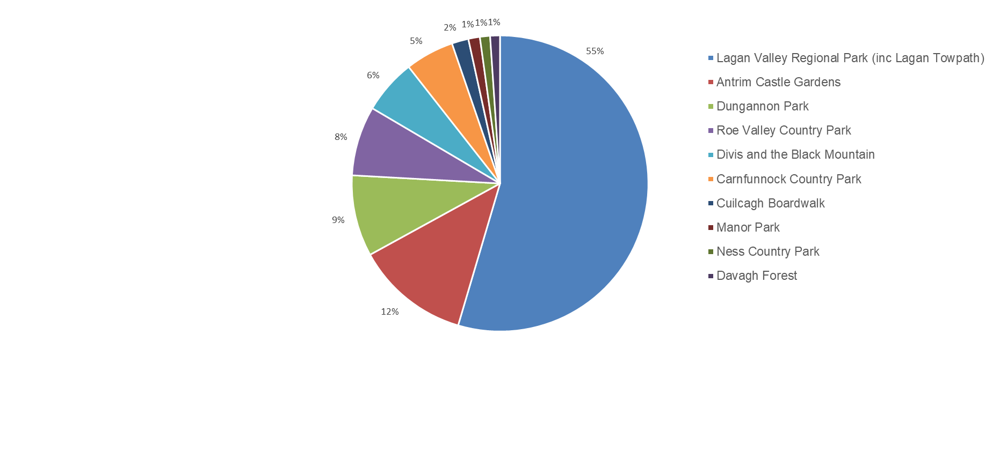 55%
12%
9%
8%
6%
5%
2%
1%
1%
1%
Lagan Valley Regional Park (inc Lagan Towpath)
Antrim Castle Gardens
Dungannon Park
Roe Valley Country Park
Divis and the Black Mountain
Carnfunnock Country Park
Cuilcagh Boardwalk
Manor Park
Ness Country Park
Davagh Forest